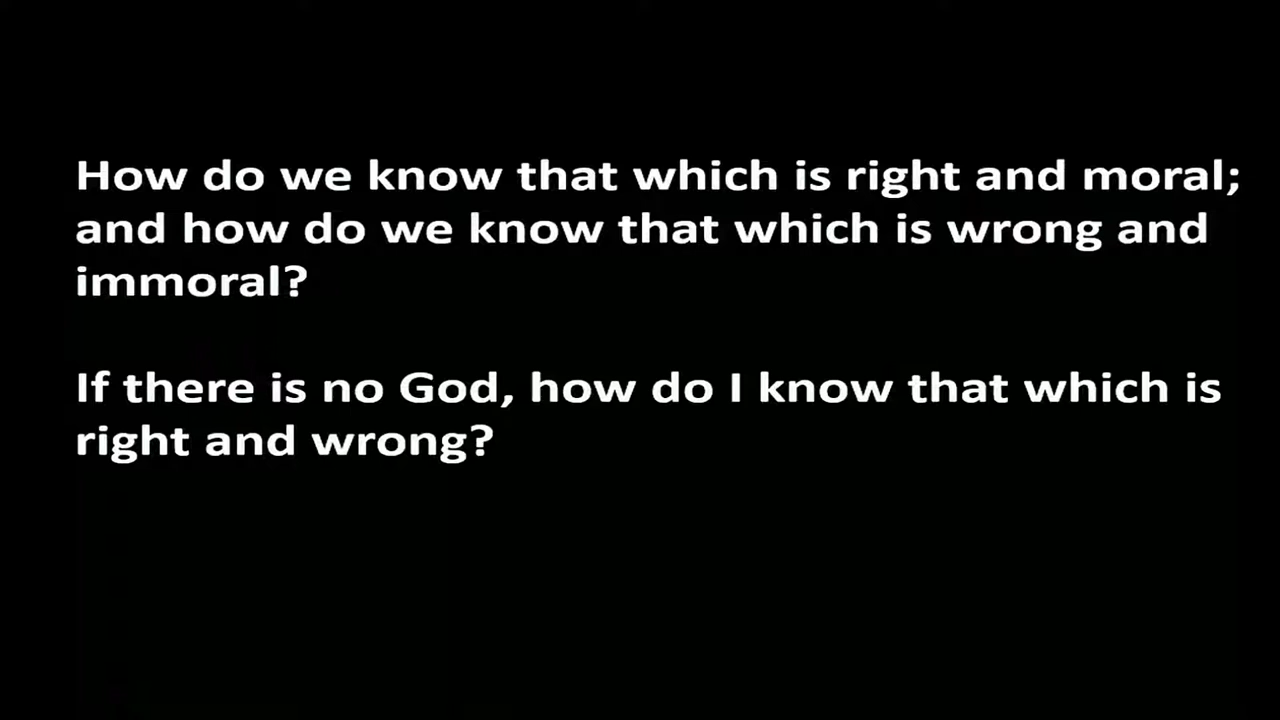 How do we know that which is right and moral;
and how do we know that which is wrong and
immoral?
If there is no God, how do I know that which is
right and wrong?